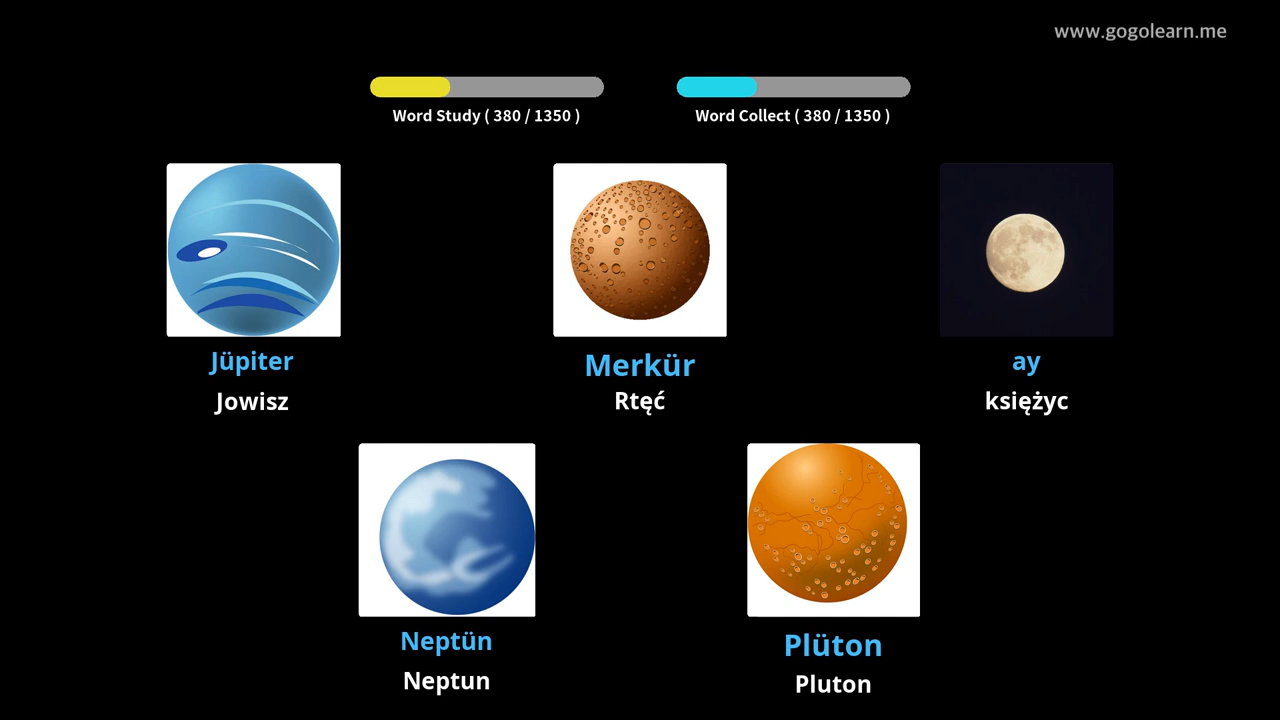 www.gogolearn.me
Word Study ( 380 / 1350 )
Word Collect ( 380 / 1350 )
Jüpiter
Jowisz
Merkür
Rtęć
ay
księżyc
Neptün
Neptun
Plüton
Pluton